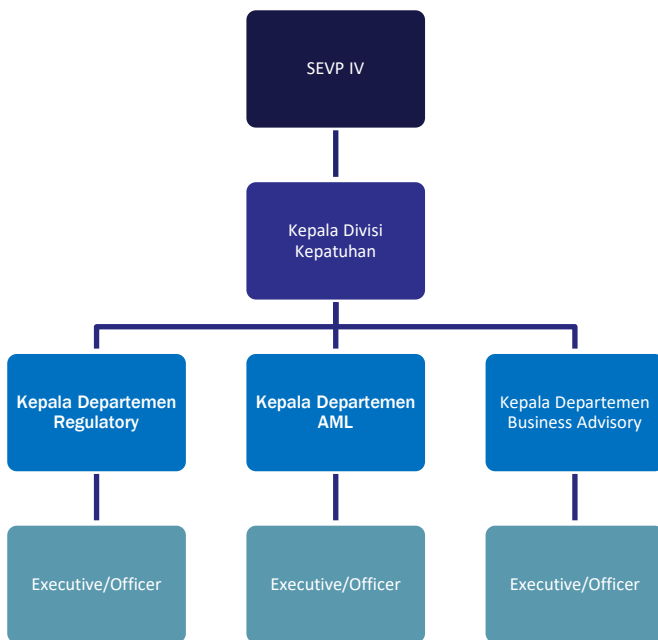 SEVP IV
Kepala Divisi
Kepatuhan
Kepala Departemen
Regulatory
Kepala Departemen
AML
Kepala Departemen
Business Advisory
Executive/Officer
Executive/Officer
Executive/Officer